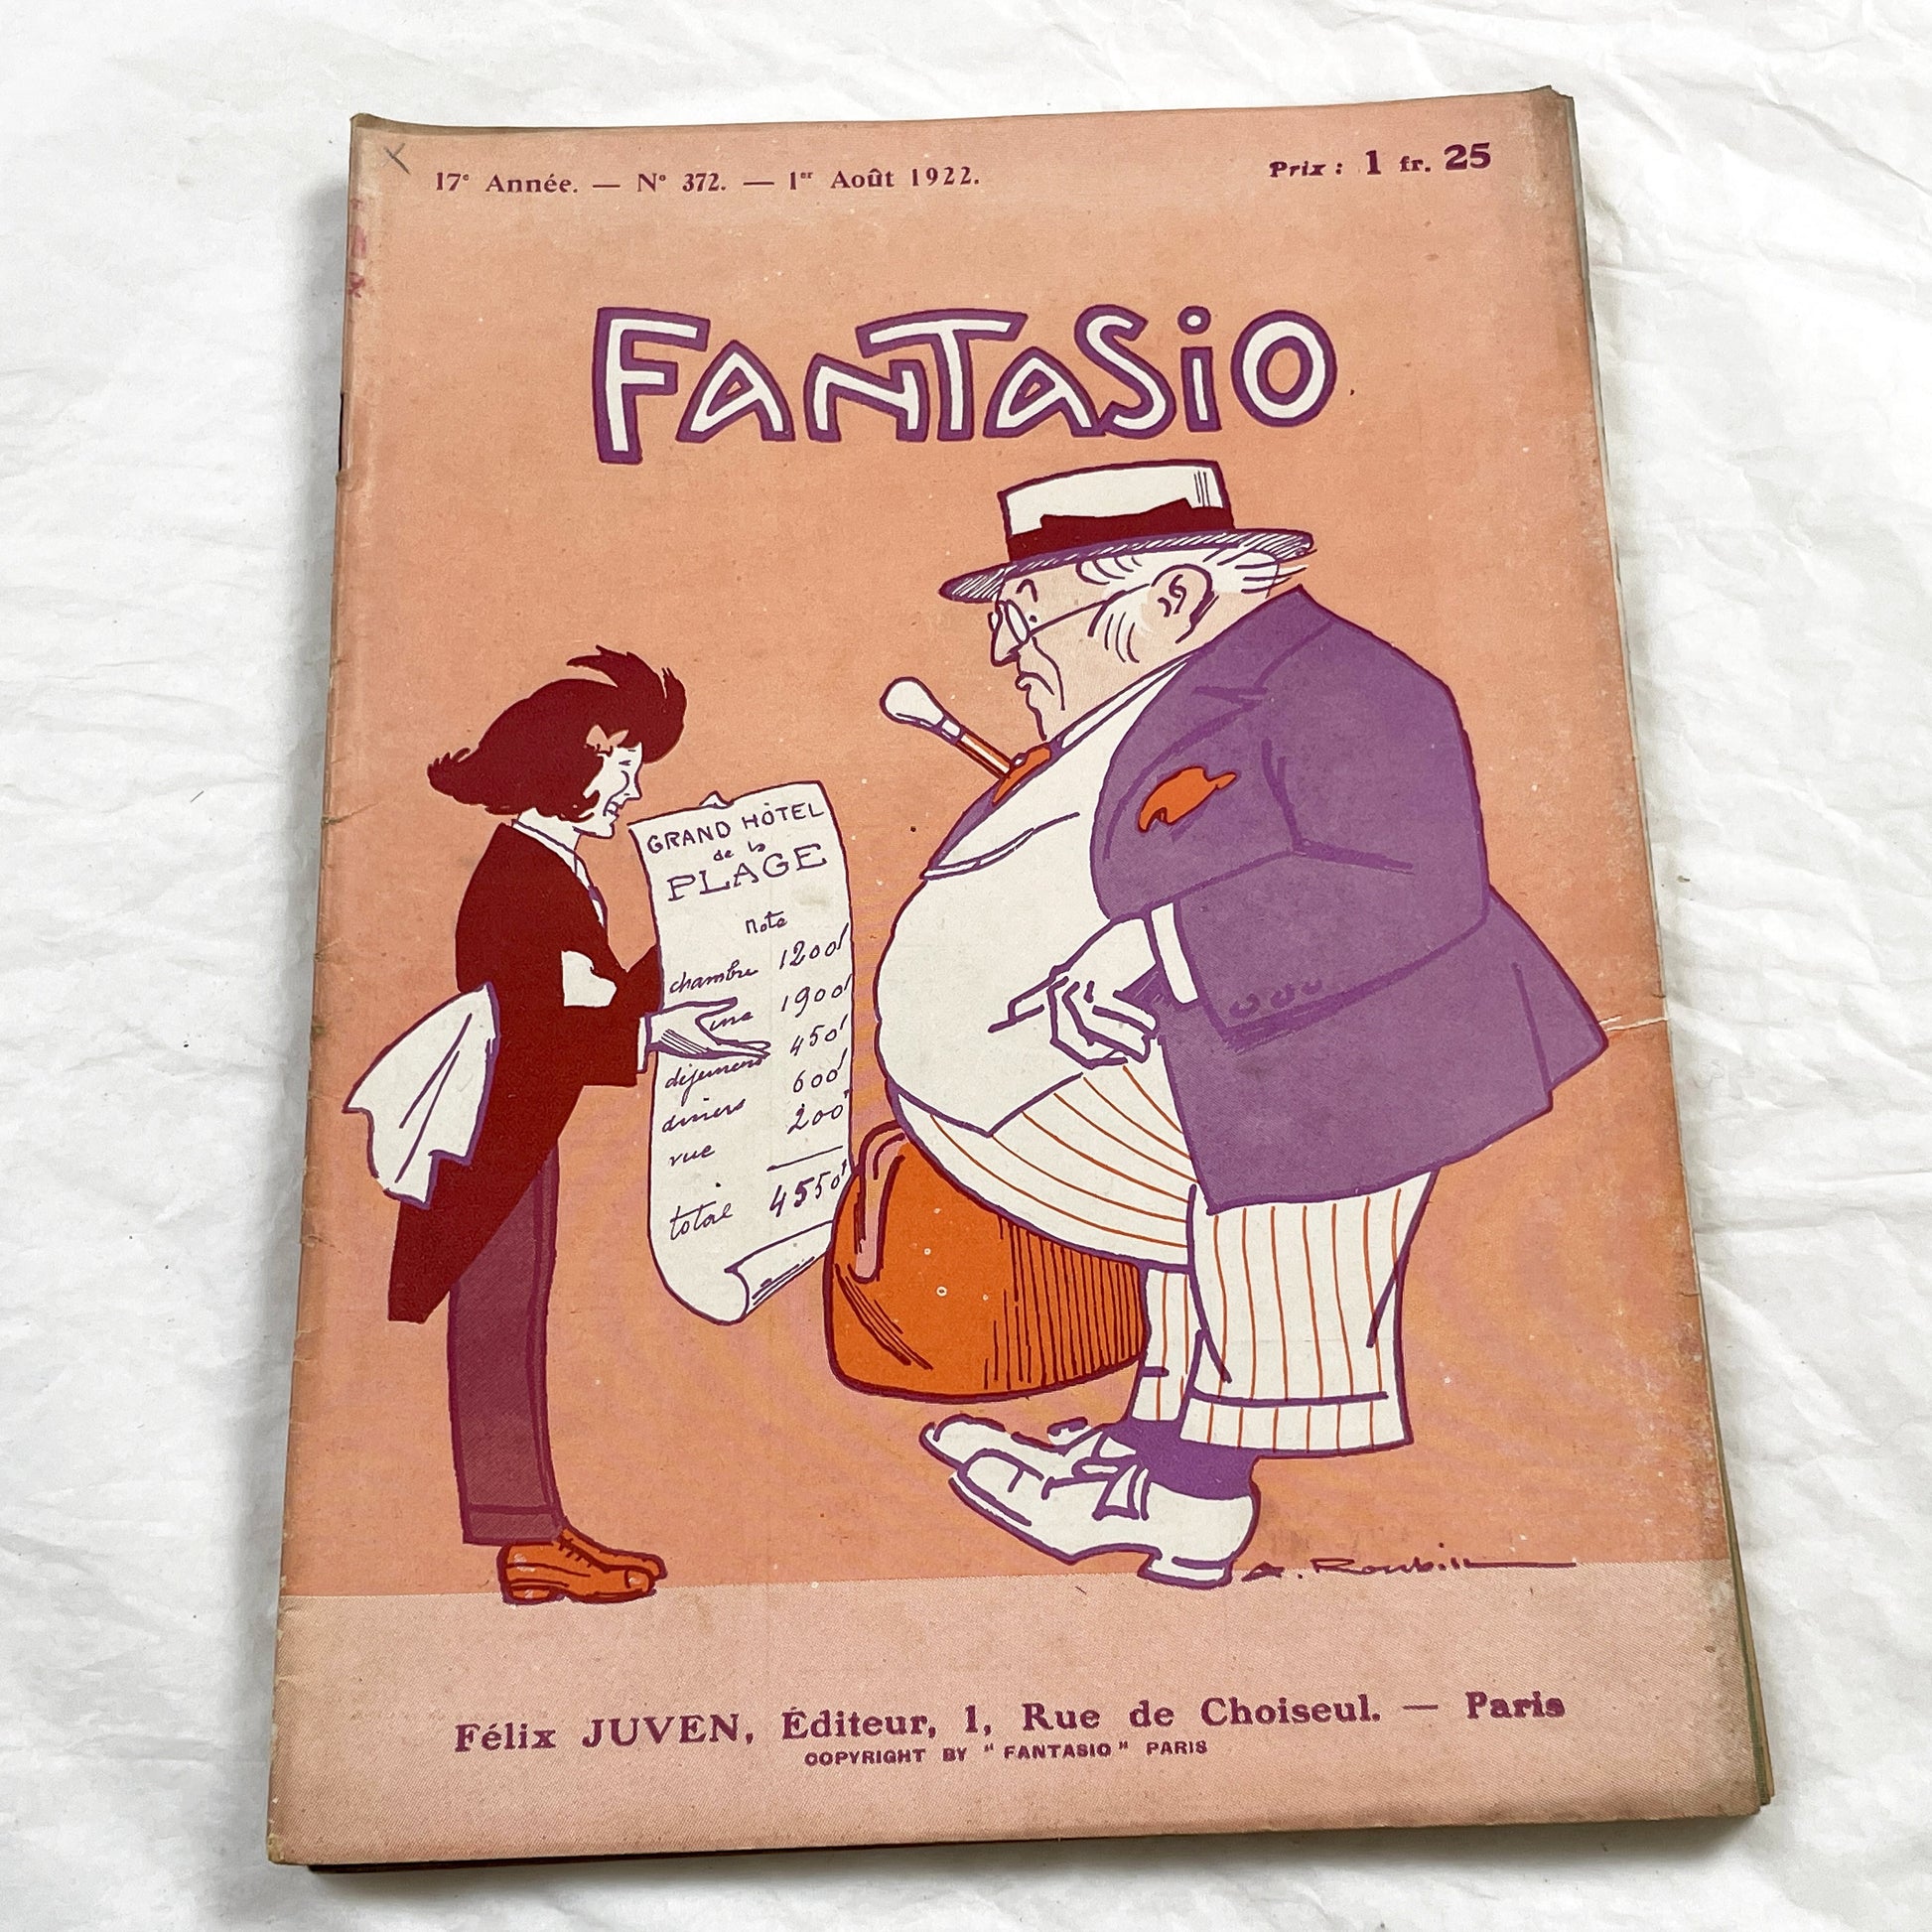 17e Année. — No 372. — 1er Août 1922.
Prix : 1 fr. 25
FANTASIO
GRAND HÔTEL
de la
PLAGE
note
chambre 1200f
ine 1900f
déjeuners 450f
diners 600f
vue 200f
total 4550f
A. Roubille
Félix JUVEN, Éditeur, 1, Rue de Choiseul. — Paris
COPYRIGHT BY "FANTASIO" PARIS